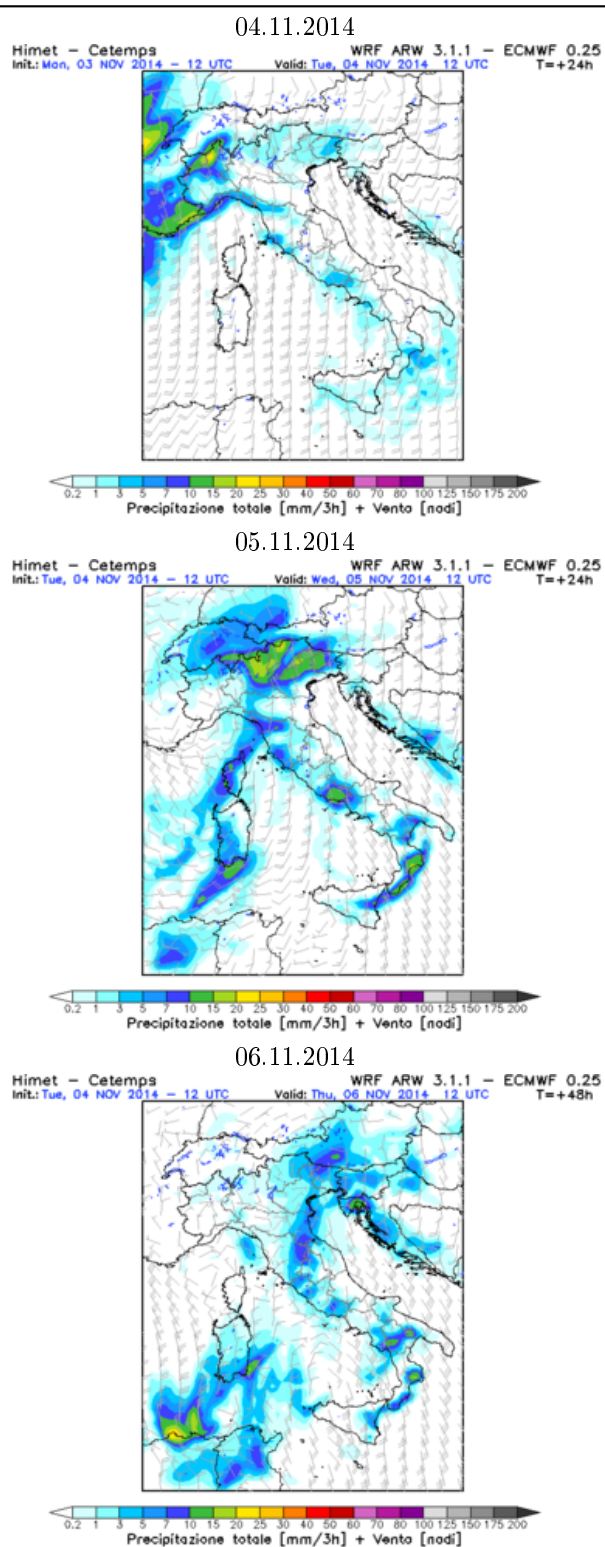 04.11.2014
Himet − Cetemps WRF ARW 3.1.1 − ECMWF 0.25
Init.: Mon, 03 NOV 2014 − 12 UTC Valid: Tue, 04 NOV 2014 12 UTC T=+24h
0.2 1 3 5 7 10 15 20 25 30 40 50 60 70 80 100 125 150 175 200
Precipitazione totale [mm/3h] + Vento [nodi]
05.11.2014
Himet − Cetemps WRF ARW 3.1.1 − ECMWF 0.25
Init.: Tue, 04 NOV 2014 − 12 UTC Valid: Wed, 05 NOV 2014 12 UTC T=+24h
0.2 1 3 5 7 10 15 20 25 30 40 50 60 70 80 100 125 150 175 200
Precipitazione totale [mm/3h] + Vento [nodi]
06.11.2014
Himet − Cetemps WRF ARW 3.1.1 − ECMWF 0.25
Init.: Tue, 04 NOV 2014 − 12 UTC Valid: Thu, 06 NOV 2014 12 UTC T=+48h
0.2 1 3 5 7 10 15 20 25 30 40 50 60 70 80 100 125 150 175 200
Precipitazione totale [mm/3h] + Vento [nodi]